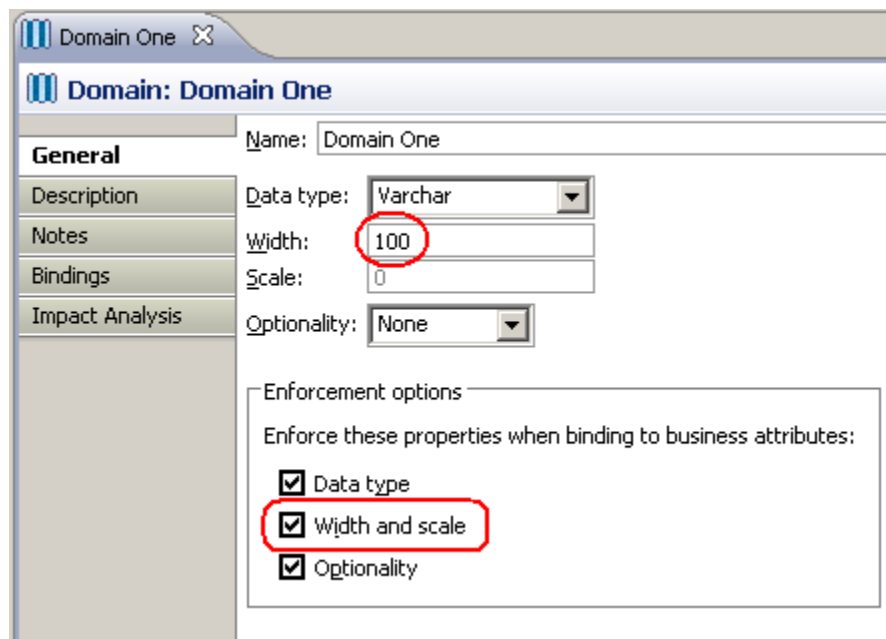 Domain One
Domain: Domain One
General
Description
Notes
Bindings
Impact Analysis
Name: Domain One
Data type: Varchar
Width: 100
Scale: 0
Optionality: None
Enforcement options
Enforce these properties when binding to business attributes:
Data type
Width and scale
Optionality